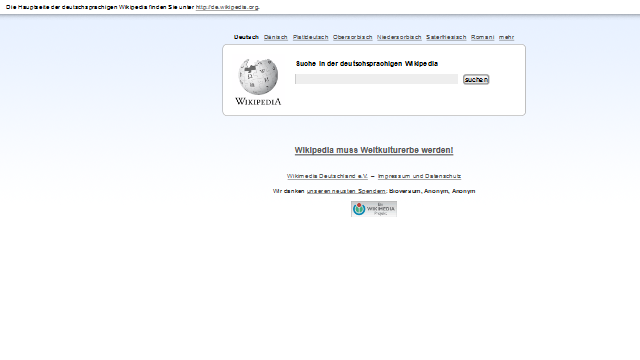 Die Hauptseite der deutschsprachigen Wikipedia finden Sie unter http://de.wikipedia.org.
Deutsch Dänisch Plattdeutsch Obersorbisch Niedersorbisch Saterfriesisch Romani mehr
Suche in der deutschsprachigen Wikipedia
suchen
WIKIPEDIA
Wikipedia muss Weltkulturerbe werden!
Wikimedia Deutschland e.V. – Impressum und Datenschutz
Wir danken unseren neusten Spendern: Bioversum, Anonym, Anonym
Ein
WIKIMEDIA
Projekt